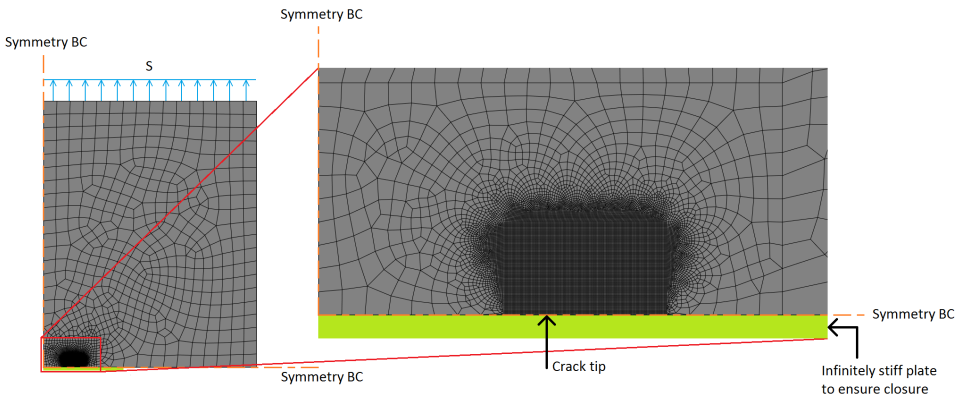 Symmetry BC
Symmetry BC
S
Symmetry BC
Crack tip
Infinitely stiff plate
to ensure closure
Symmetry BC